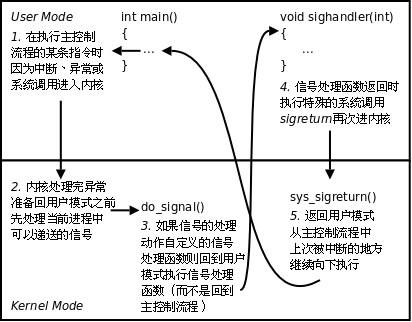 User Mode
1. 在执行主控制
流程的某条指令时
因为中断、异常或
系统调用进入内核
int main()
{
...
}
void sighandler(int)
{
...
}
4. 信号处理函数返回时
执行特殊的系统调用
sigreturn再次进内核
2. 内核处理完异常
准备回用户模式之前
先处理当前进程中
可以递送的信号
do_signal()
3. 如果信号的处理
动作自定义的信号
处理函数则回到用户
模式执行信号处理
函数（而不是回到
主控制流程）
sys_sigreturn()
5. 返回用户模式
从主控制流程中
上次被中断的地方
继续向下执行
Kernel Mode